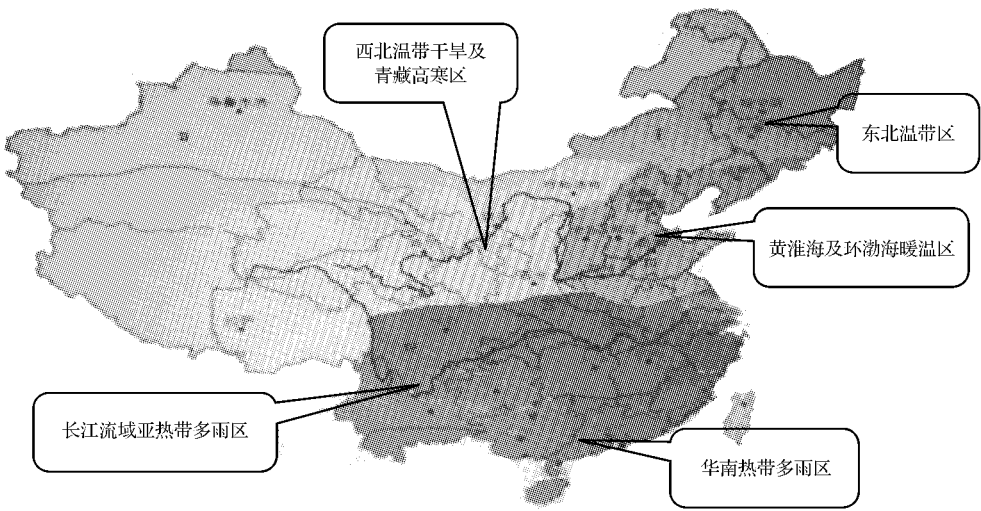 西北温带干旱及
青藏高寒区
东北温带区
黄淮海及环渤海暖温区
长江流域亚热带多雨区
华南热带多雨区